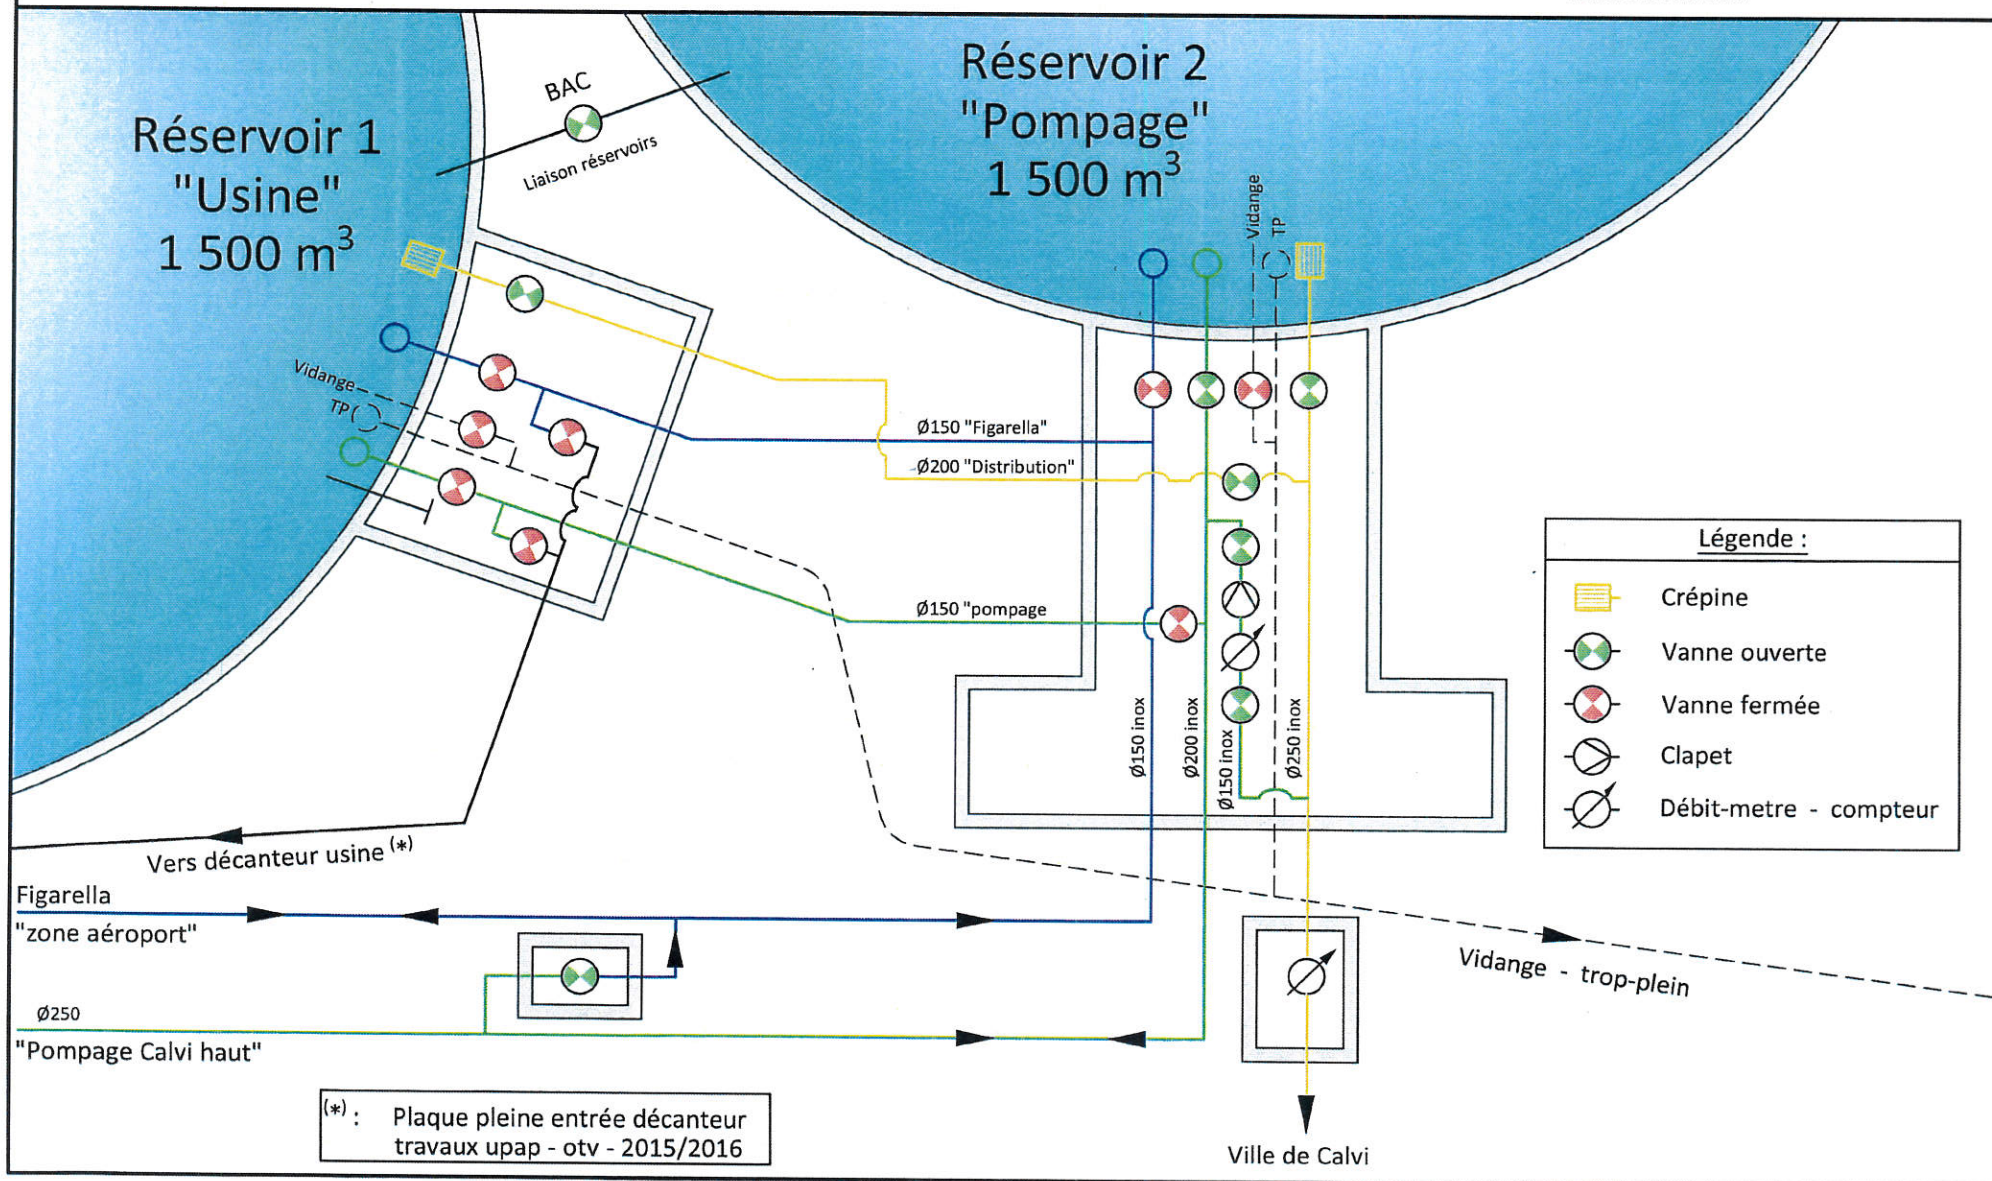 Réservoir 1
"Usine"
1 500 m³
BAC
Liaison réservoirs
Réservoir 2
"Pompage"
1 500 m³
Vidange
TP
Vidange
TP
Ø150 "Figarella"
Ø200 "Distribution"
Ø150 "pompage
Ø150 inox
Ø200 inox
Ø150 inox
Ø250 inox
Légende :
Crépine
Vanne ouverte
Vanne fermée
Clapet
Débit-metre - compteur
Vers décanteur usine (*)
Figarella
"zone aéroport"
Ø250
"Pompage Calvi haut"
Vidange - trop-plein
(*) : Plaque pleine entrée décanteur
travaux upap - otv - 2015/2016
Ville de Calvi